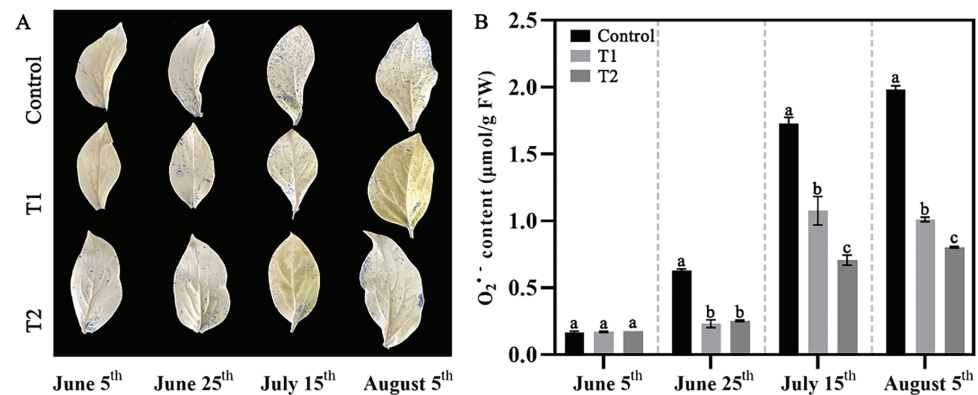 A
Control
T1
T2
June 5th
June 25th
July 15th
August 5th
B
O2•- content (μmol/g FW)
2.5
2.0
1.5
1.0
0.5
0.0
Control
T1
T2
a a a
a b b
a b c
a b c
June 5th
June 25th
July 15th
August 5th